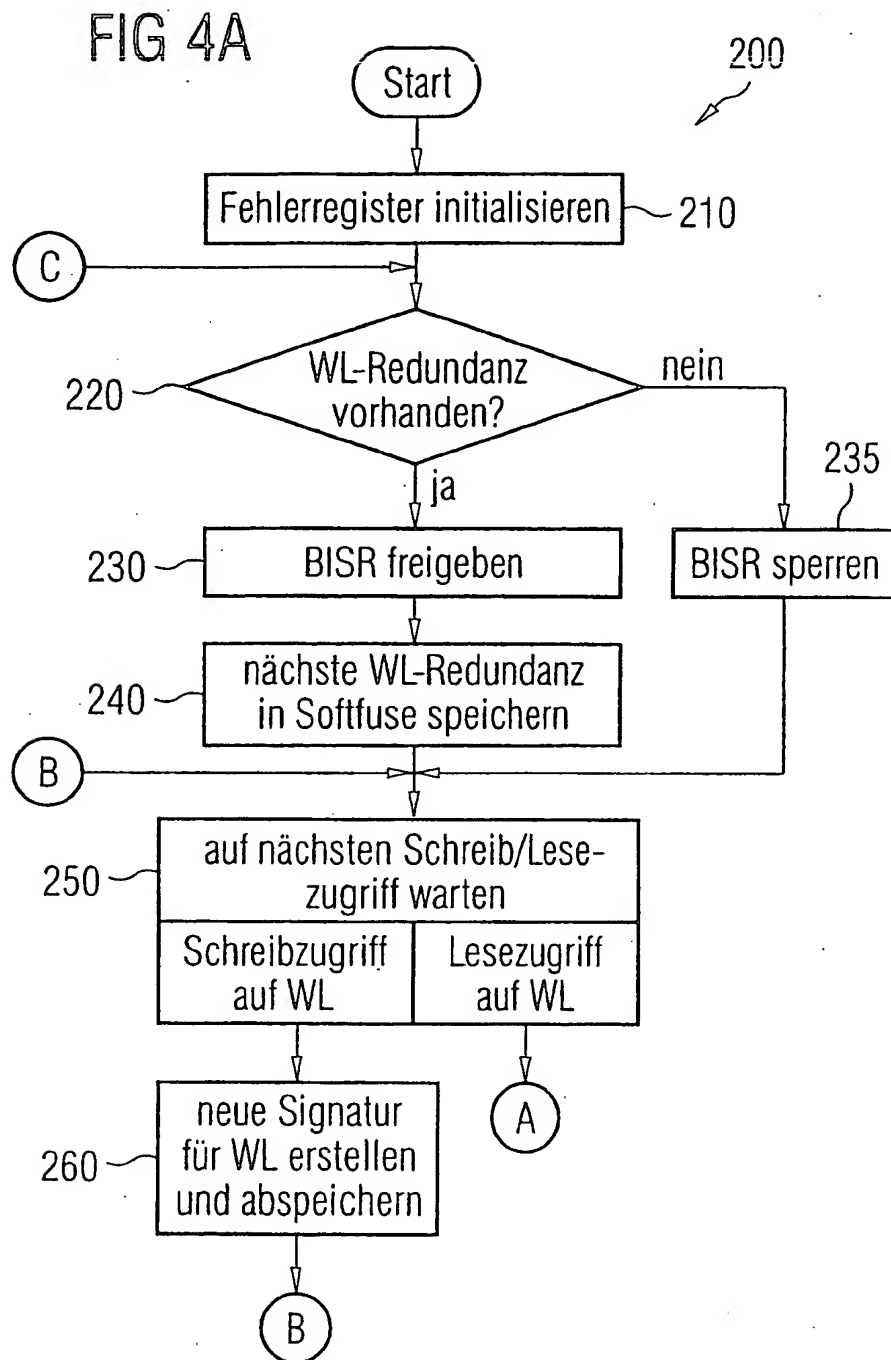 FIG 4A
200
Start
Fehlerregister initialisieren
210
C
WL-Redundanz
vorhanden?
220
nein
ja
235
230
BISR freigeben
BISR sperren
nächste WL-Redundanz
in Softfuse speichern
240
B
auf nächsten Schreib/Lese-
zugriff warten
250
Schreibzugriff
auf WL
Lesezugriff
auf WL
neue Signatur
für WL erstellen
und abspeichern
260
A
B